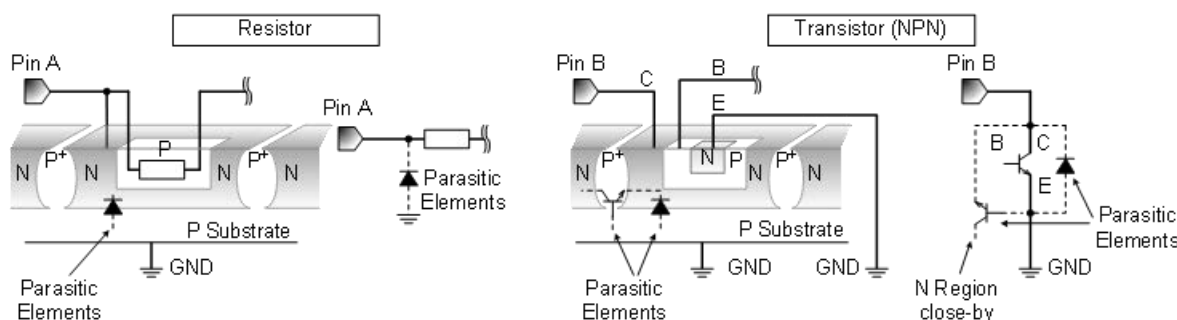 Resistor
Pin A
Pin A
N
P+
N
P
N
P+
N
Parasitic
Elements
P Substrate
GND
Parasitic
Elements
Transistor (NPN)
Pin B
C
B
E
N
P+
N
N
P
P+
N
P Substrate
GND
GND
Parasitic
Elements
Pin B
B
C
E
Parasitic
Elements
GND
N Region
close-by